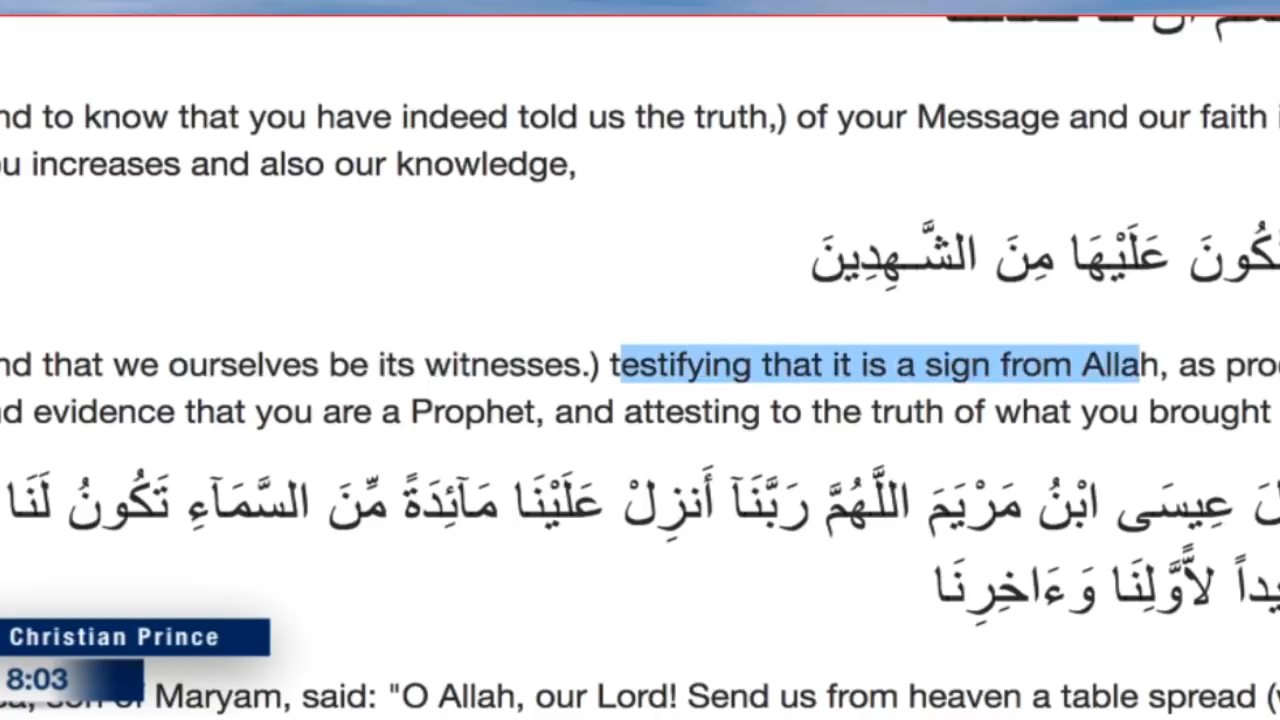 nd to know that you have indeed told us the truth,) of your Message and our faith i
u increases and also our knowledge,
عَلَيْهَا مِنَ الشَّـهِدِينَ
nd that we ourselves be its witnesses.) testifying that it is a sign from Allah, as pro
nd evidence that you are a Prophet, and attesting to the truth of what you brought
عِيسَى ابْنُ مَرْيَمَ اللَّهُمَّ رَبَّنَآ أَنزِلْ عَلَيْنَا مَآئِدَةً مِّنَ السَّمَآءِ تَكُونُ لَنَا
لاًّوَّلِنَا وَءَاخِرِنَا
Christian Prince
8:03
Maryam, said: "O Allah, our Lord! Send us from heaven a table spread (